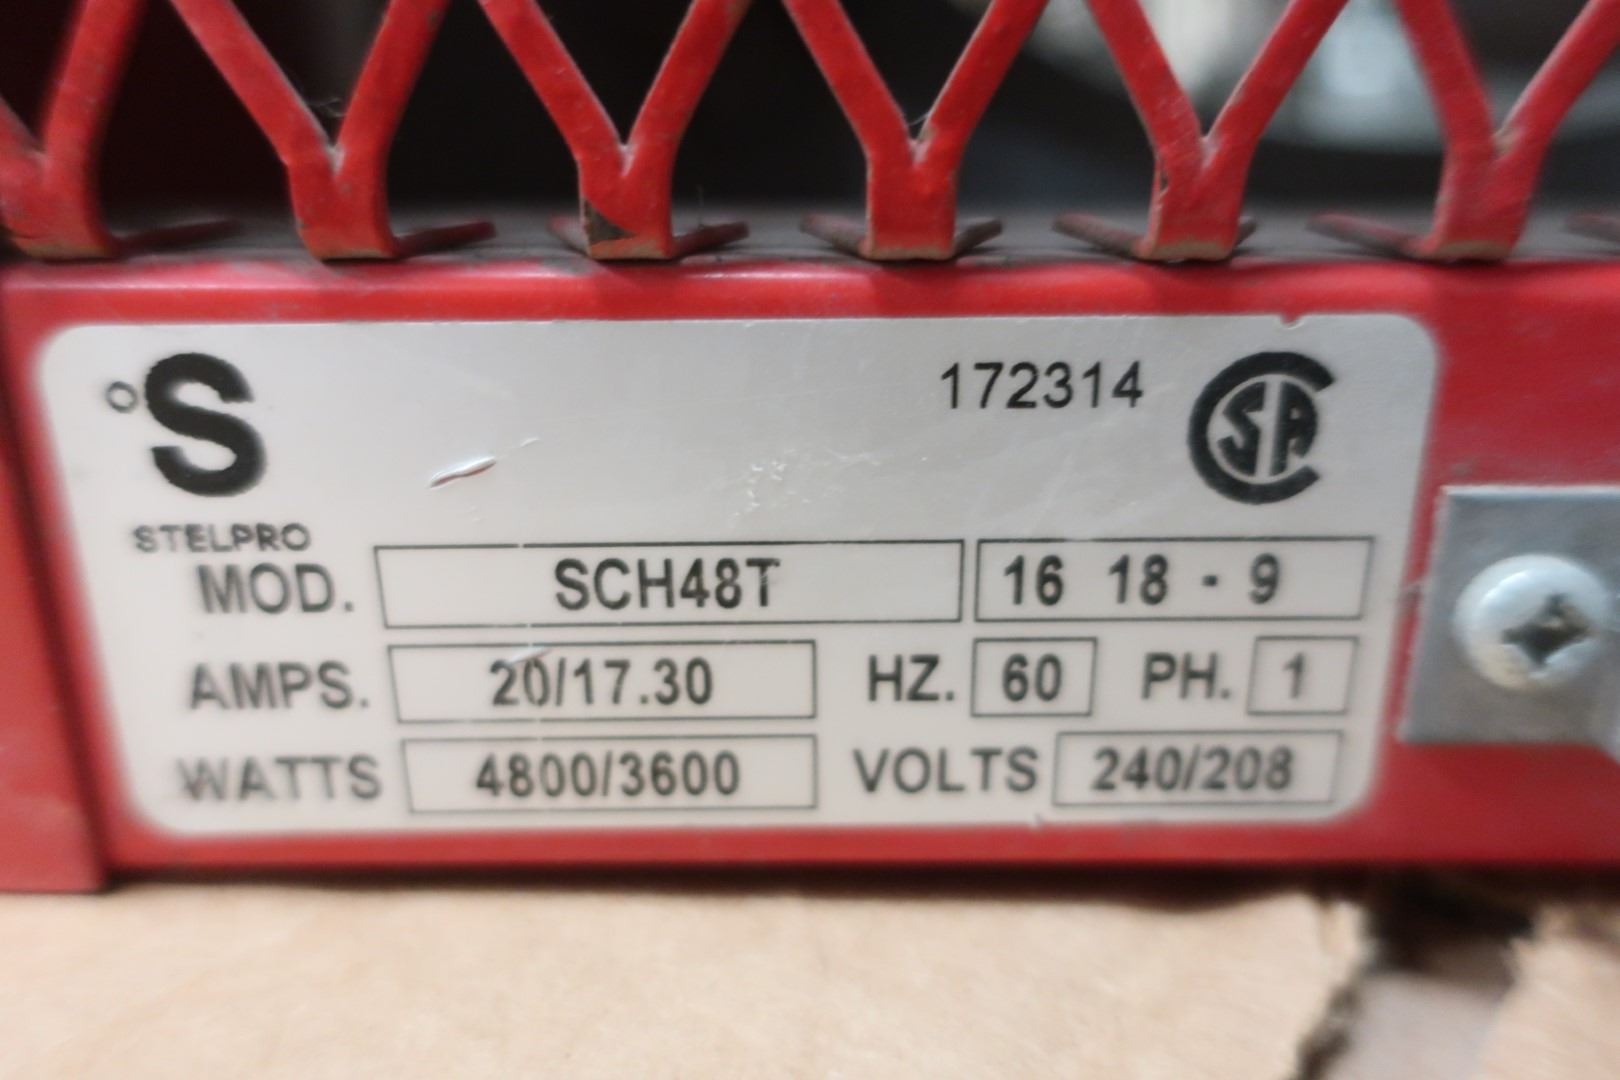 °S
172314
CSA
STELPRO
MOD. SCH48T 16 18 - 9
AMPS. 20/17.30 HZ. 60 PH. 1
WATTS 4800/3600 VOLTS 240/208